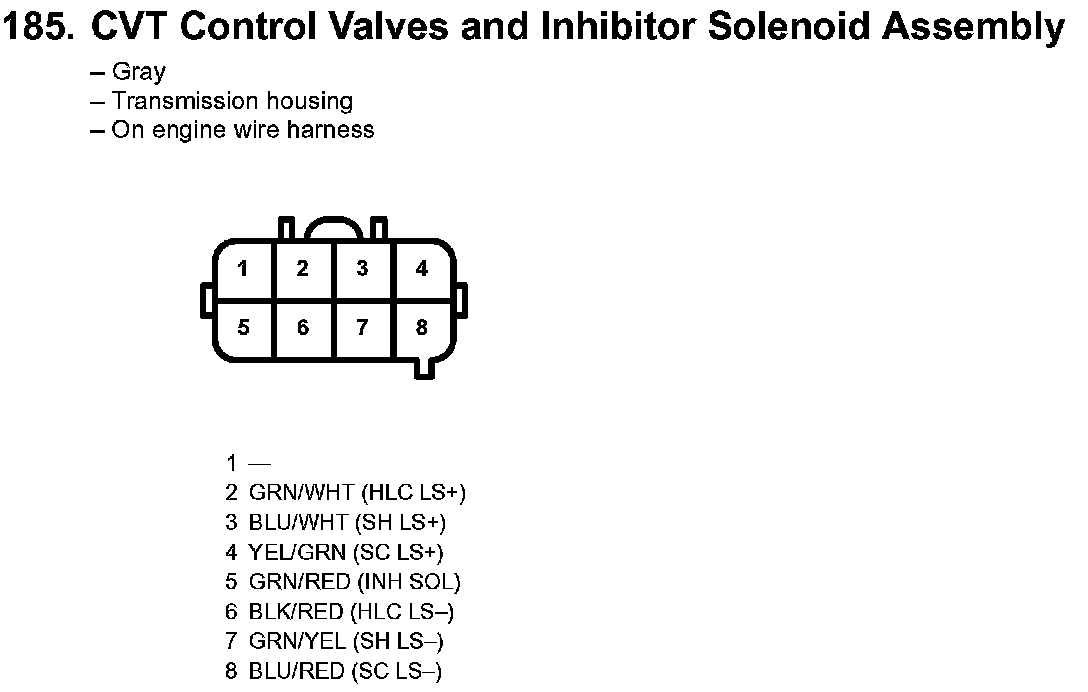 185. CVT Control Valves and Inhibitor Solenoid Assembly
– Gray
– Transmission housing
– On engine wire harness
1 2 3 4
5 6 7 8
1 —
2 GRN/WHT (HLC LS+)
3 BLU/WHT (SH LS+)
4 YEL/GRN (SC LS+)
5 GRN/RED (INH SOL)
6 BLK/RED (HLC LS–)
7 GRN/YEL (SH LS–)
8 BLU/RED (SC LS–)